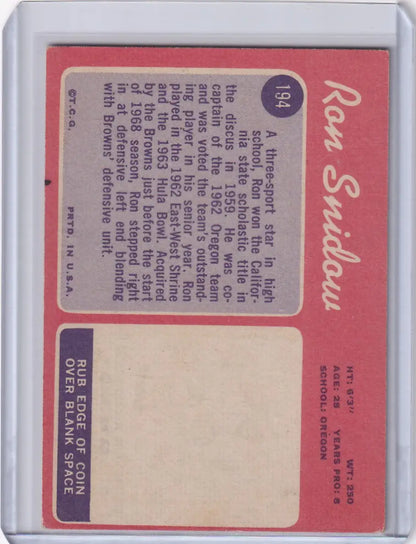 194
Ron Snidow
HT: 6'3" WT: 250
AGE: 28 YEARS PRO: 6
SCHOOL: OREGON
A three-sport star in high
school, Ron won the Califor-
nia state scholastic title in
the discus in 1959. He was co-
captain of the 1962 Oregon team
and was voted the team's outstand-
ing player in his senior year. Ron
played in the 1962 East-West Shrine
and the 1963 Hula Bowl. Acquired
by the Browns just before the start
of 1968 season, Ron stepped right
in at defensive left end blending
with Browns' defensive unit.
©T.C.G. PRTD. IN U.S.A.
RUB EDGE OF COIN
OVER BLANK SPACE